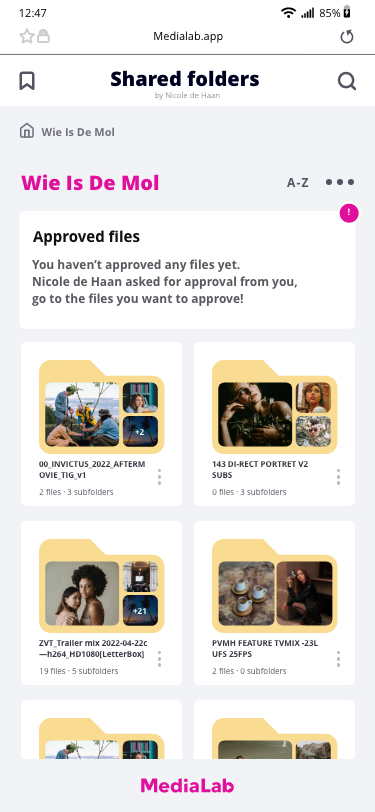 12:47
85%
Medialab.app
Shared folders
by Nicole de Haan
Wie Is De Mol
Wie Is De Mol
A-Z
!
Approved files
You haven’t approved any files yet.
Nicole de Haan asked for approval from you,
go to the files you want to approve!
+2
00_INVICTUS_2022_AFTERM
OVIE_TIG_v1
2 files · 3 subfolders
143 DI-RECT PORTRET V2
SUBS
0 files · 3 subfolders
+21
ZVT_Trailer mix 2022-04-22c
—h264_HD1080[LetterBox]
19 files · 5 subfolders
PVMH FEATURE TVMIX -23L
UFS 25FPS
2 files · 0 subfolders
MediaLab